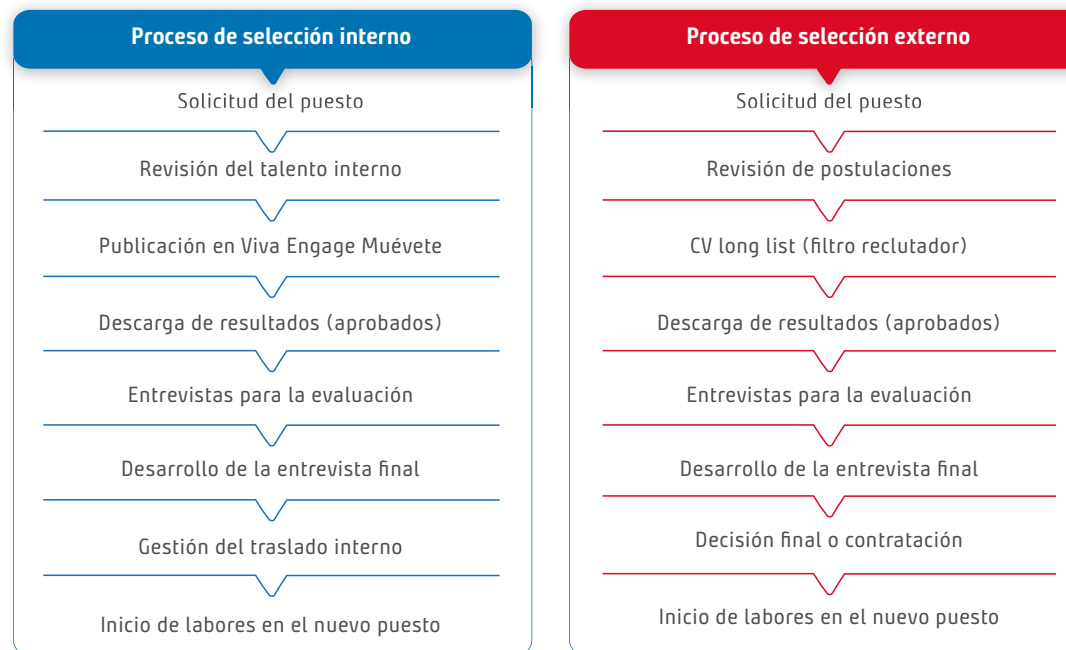 Proceso de selección interno
Solicitud del puesto
Revisión del talento interno
Publicación en Viva Engage Muévete
Descarga de resultados (aprobados)
Entrevistas para la evaluación
Desarrollo de la entrevista final
Gestión del traslado interno
Inicio de labores en el nuevo puesto
Proceso de selección externo
Solicitud del puesto
Revisión de postulaciones
CV long list (filtro reclutador)
Descarga de resultados (aprobados)
Entrevistas para la evaluación
Desarrollo de la entrevista final
Decisión final o contratación
Inicio de labores en el nuevo puesto